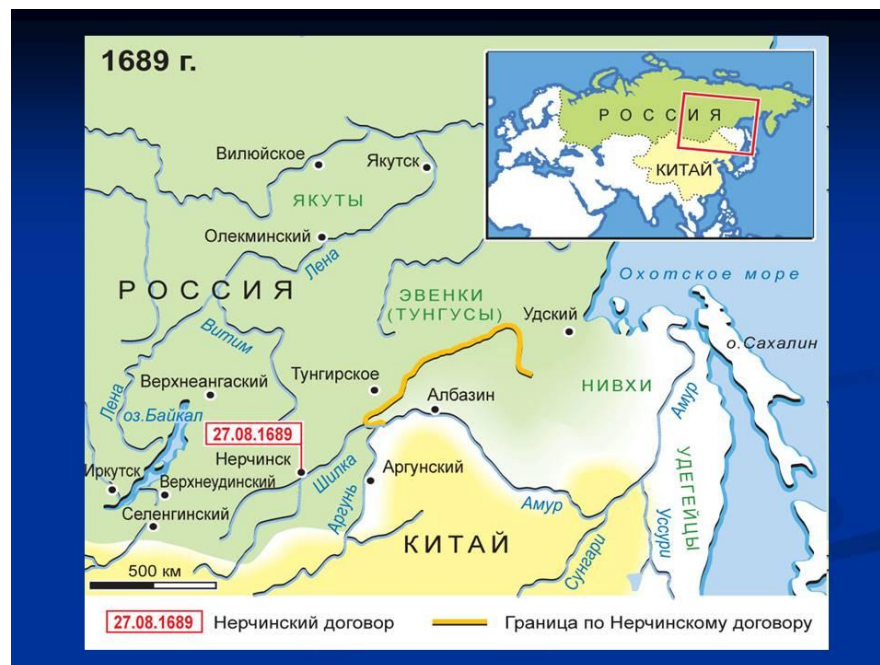 1689 г.
РОССИЯ
КИТАЙ
Вилюйское
Якутск
ЯКУТЫ
Олекминский
Лена
Охотское море
РОССИЯ
ЭВЕНКИ
(ТУНГУСЫ)
Удский
Витим
о.Сахалин
Тунгирское
Верхнеангаский
НИВХИ
Лена
оз.Байкал
Албазин
Амур
27.08.1689
Нерчинск
Шилка
Аргунский
Иркутск
Верхнеудинский
Селенгинский
Аргунь
Амур
УДЕГЕЙЦЫ
Уссури
КИТАЙ
Сунгари
500 км
27.08.1689 Нерчинский договор Граница по Нерчинскому договору